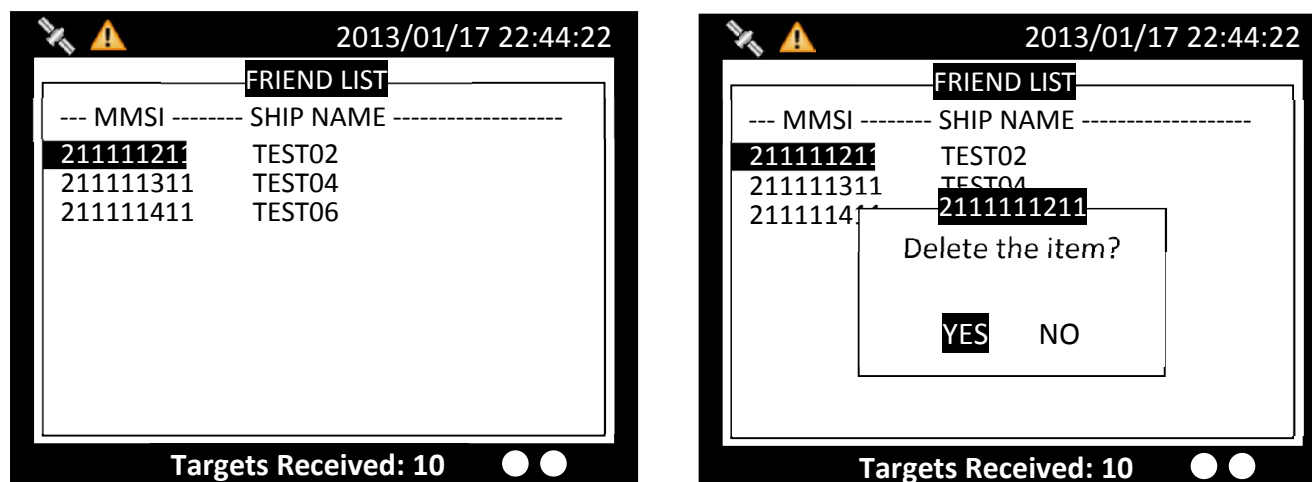 2013/01/17 22:44:22
FRIEND LIST
--- MMSI -------- SHIP NAME -------------------
211111211 TEST02
211111311 TEST04
211111411 TEST06
Targets Received: 10
2013/01/17 22:44:22
FRIEND LIST
--- MMSI -------- SHIP NAME -------------------
211111211 TEST02
211111311 TEST04
211111411
2111111211
Delete the item?
YES NO
Targets Received: 10